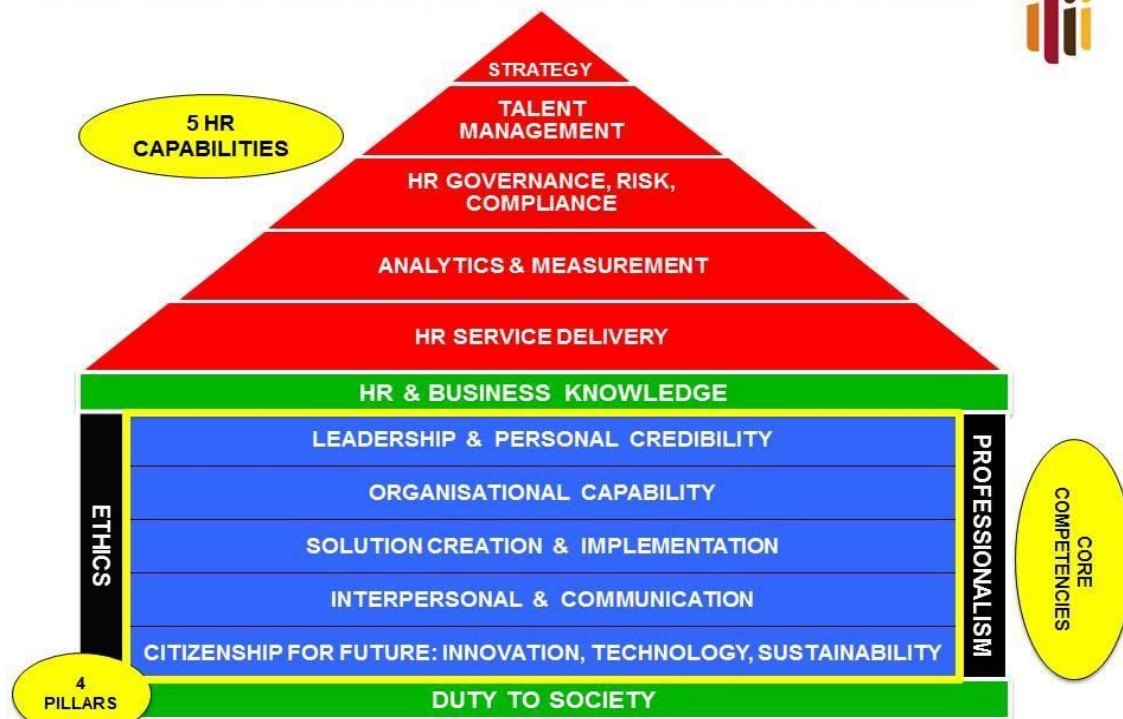 STRATEGY
TALENT
MANAGEMENT
5 HR
CAPABILITIES
HR GOVERNANCE, RISK,
COMPLIANCE
ANALYTICS & MEASUREMENT
HR SERVICE DELIVERY
HR & BUSINESS KNOWLEDGE
ETHICS
LEADERSHIP & PERSONAL CREDIBILITY
ORGANISATIONAL CAPABILITY
SOLUTION CREATION & IMPLEMENTATION
INTERPERSONAL & COMMUNICATION
CITIZENSHIP FOR FUTURE: INNOVATION, TECHNOLOGY, SUSTAINABILITY
PROFESSIONALISM
CORE
COMPETENCIES
4
PILLARS
DUTY TO SOCIETY